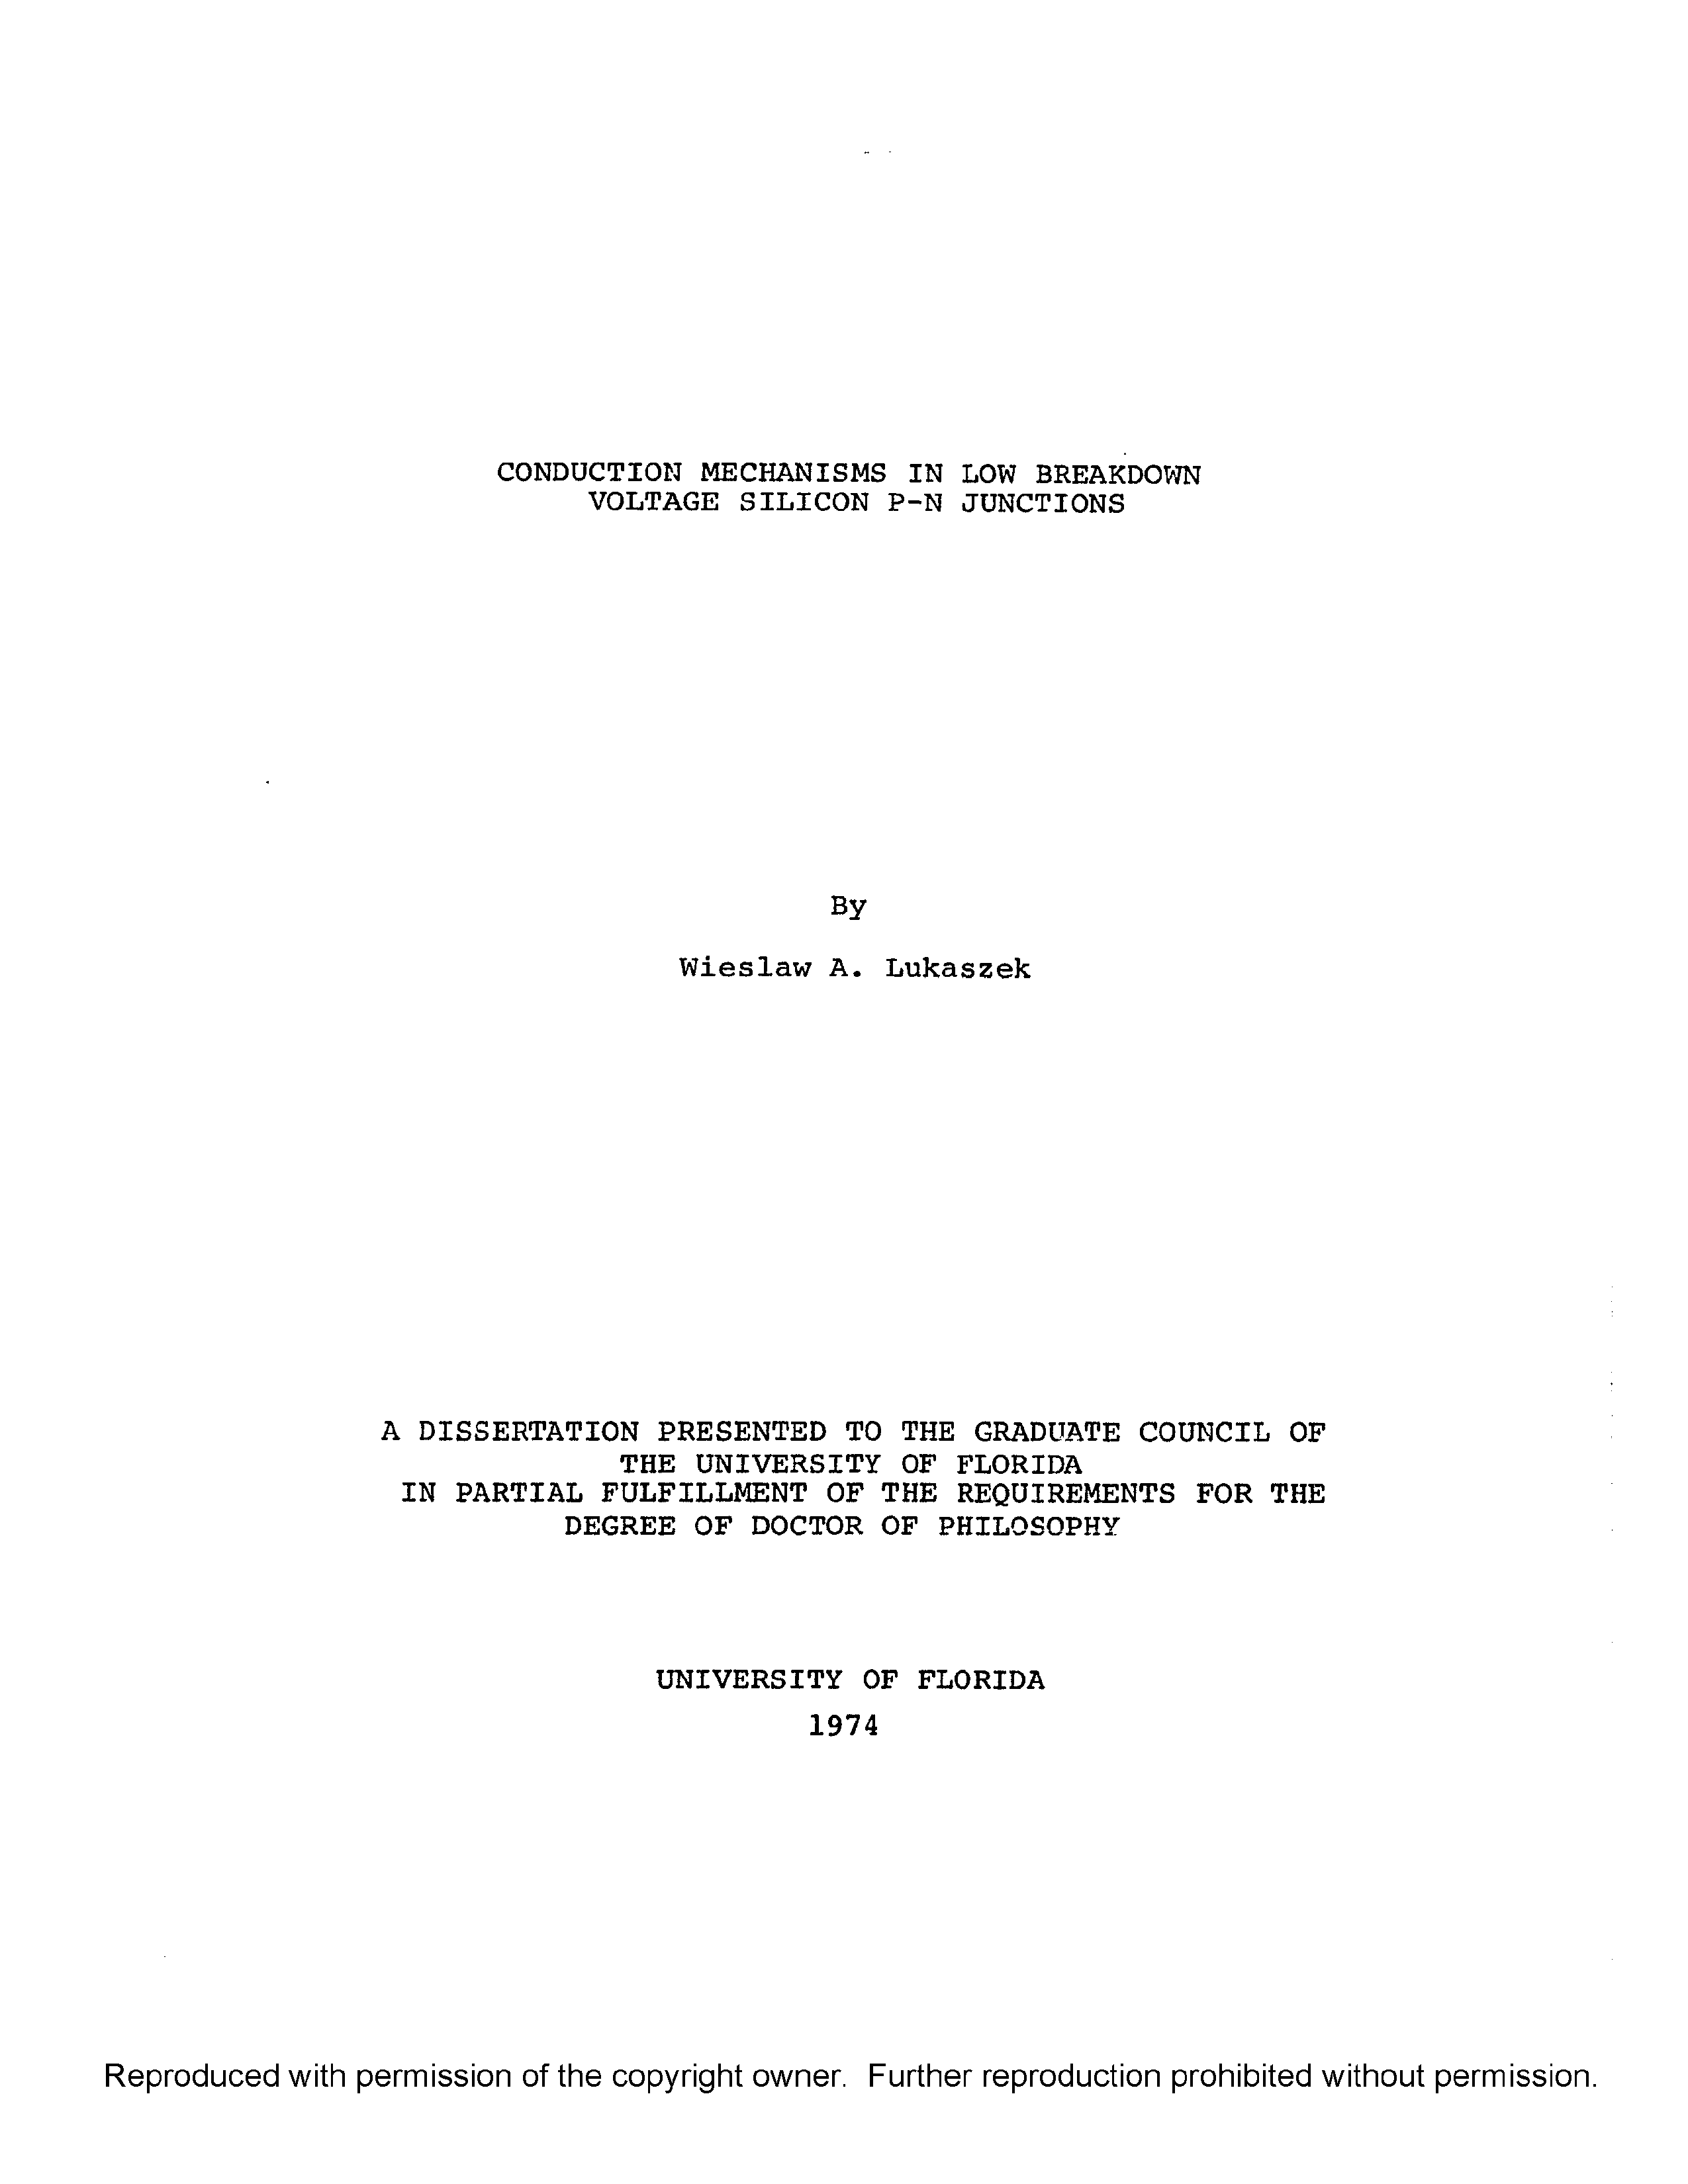 CONDUCTION MECHANISMS IN LOW BREAKDOWN
VOLTAGE SILICON P-N JUNCTIONS
By
Wieslaw A. Lukaszek
A DISSERTATION PRESENTED TO THE GRADUATE COUNCIL OF
THE UNIVERSITY OF FLORIDA
IN PARTIAL FULFILLMENT OF THE REQUIREMENTS FOR THE
DEGREE OF DOCTOR OF PHILOSOPHY
UNIVERSITY OF FLORIDA
1974
Reproduced with permission of the copyright owner. Further reproduction prohibited without permission.